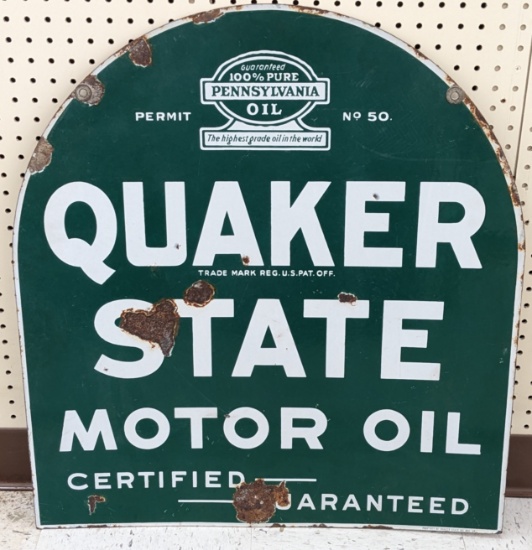 Guaranteed
100% PURE
PENNSYLVANIA
OIL
PERMIT Nº 50.
The highest grade oil in the world
QUAKER
TRADE MARK REG. U.S. PAT. OFF.
STATE
MOTOR OIL
CERTIFIED
GUARANTEED